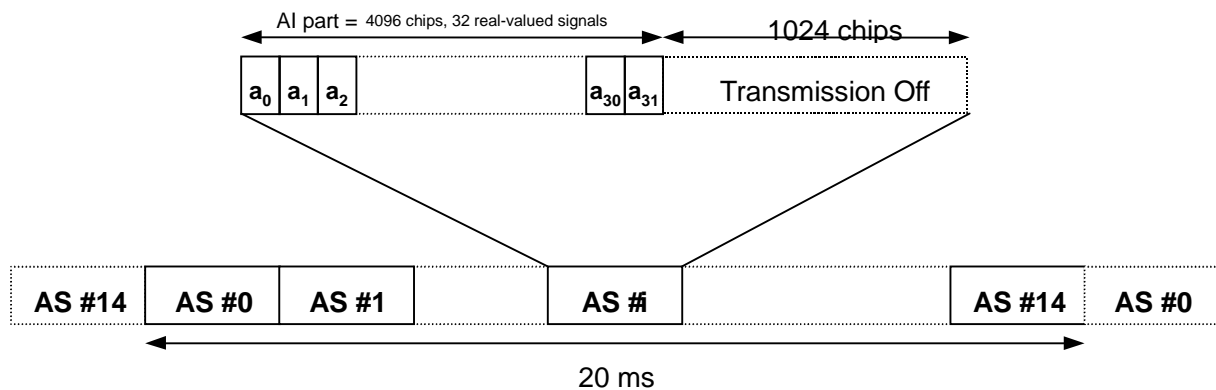 AI part = 4096 chips, 32 real-valued signals
1024 chips
a0 a1 a2 a30 a31 Transmission Off
AS #14 AS #0 AS #1 AS #i AS #14 AS #0
20 ms